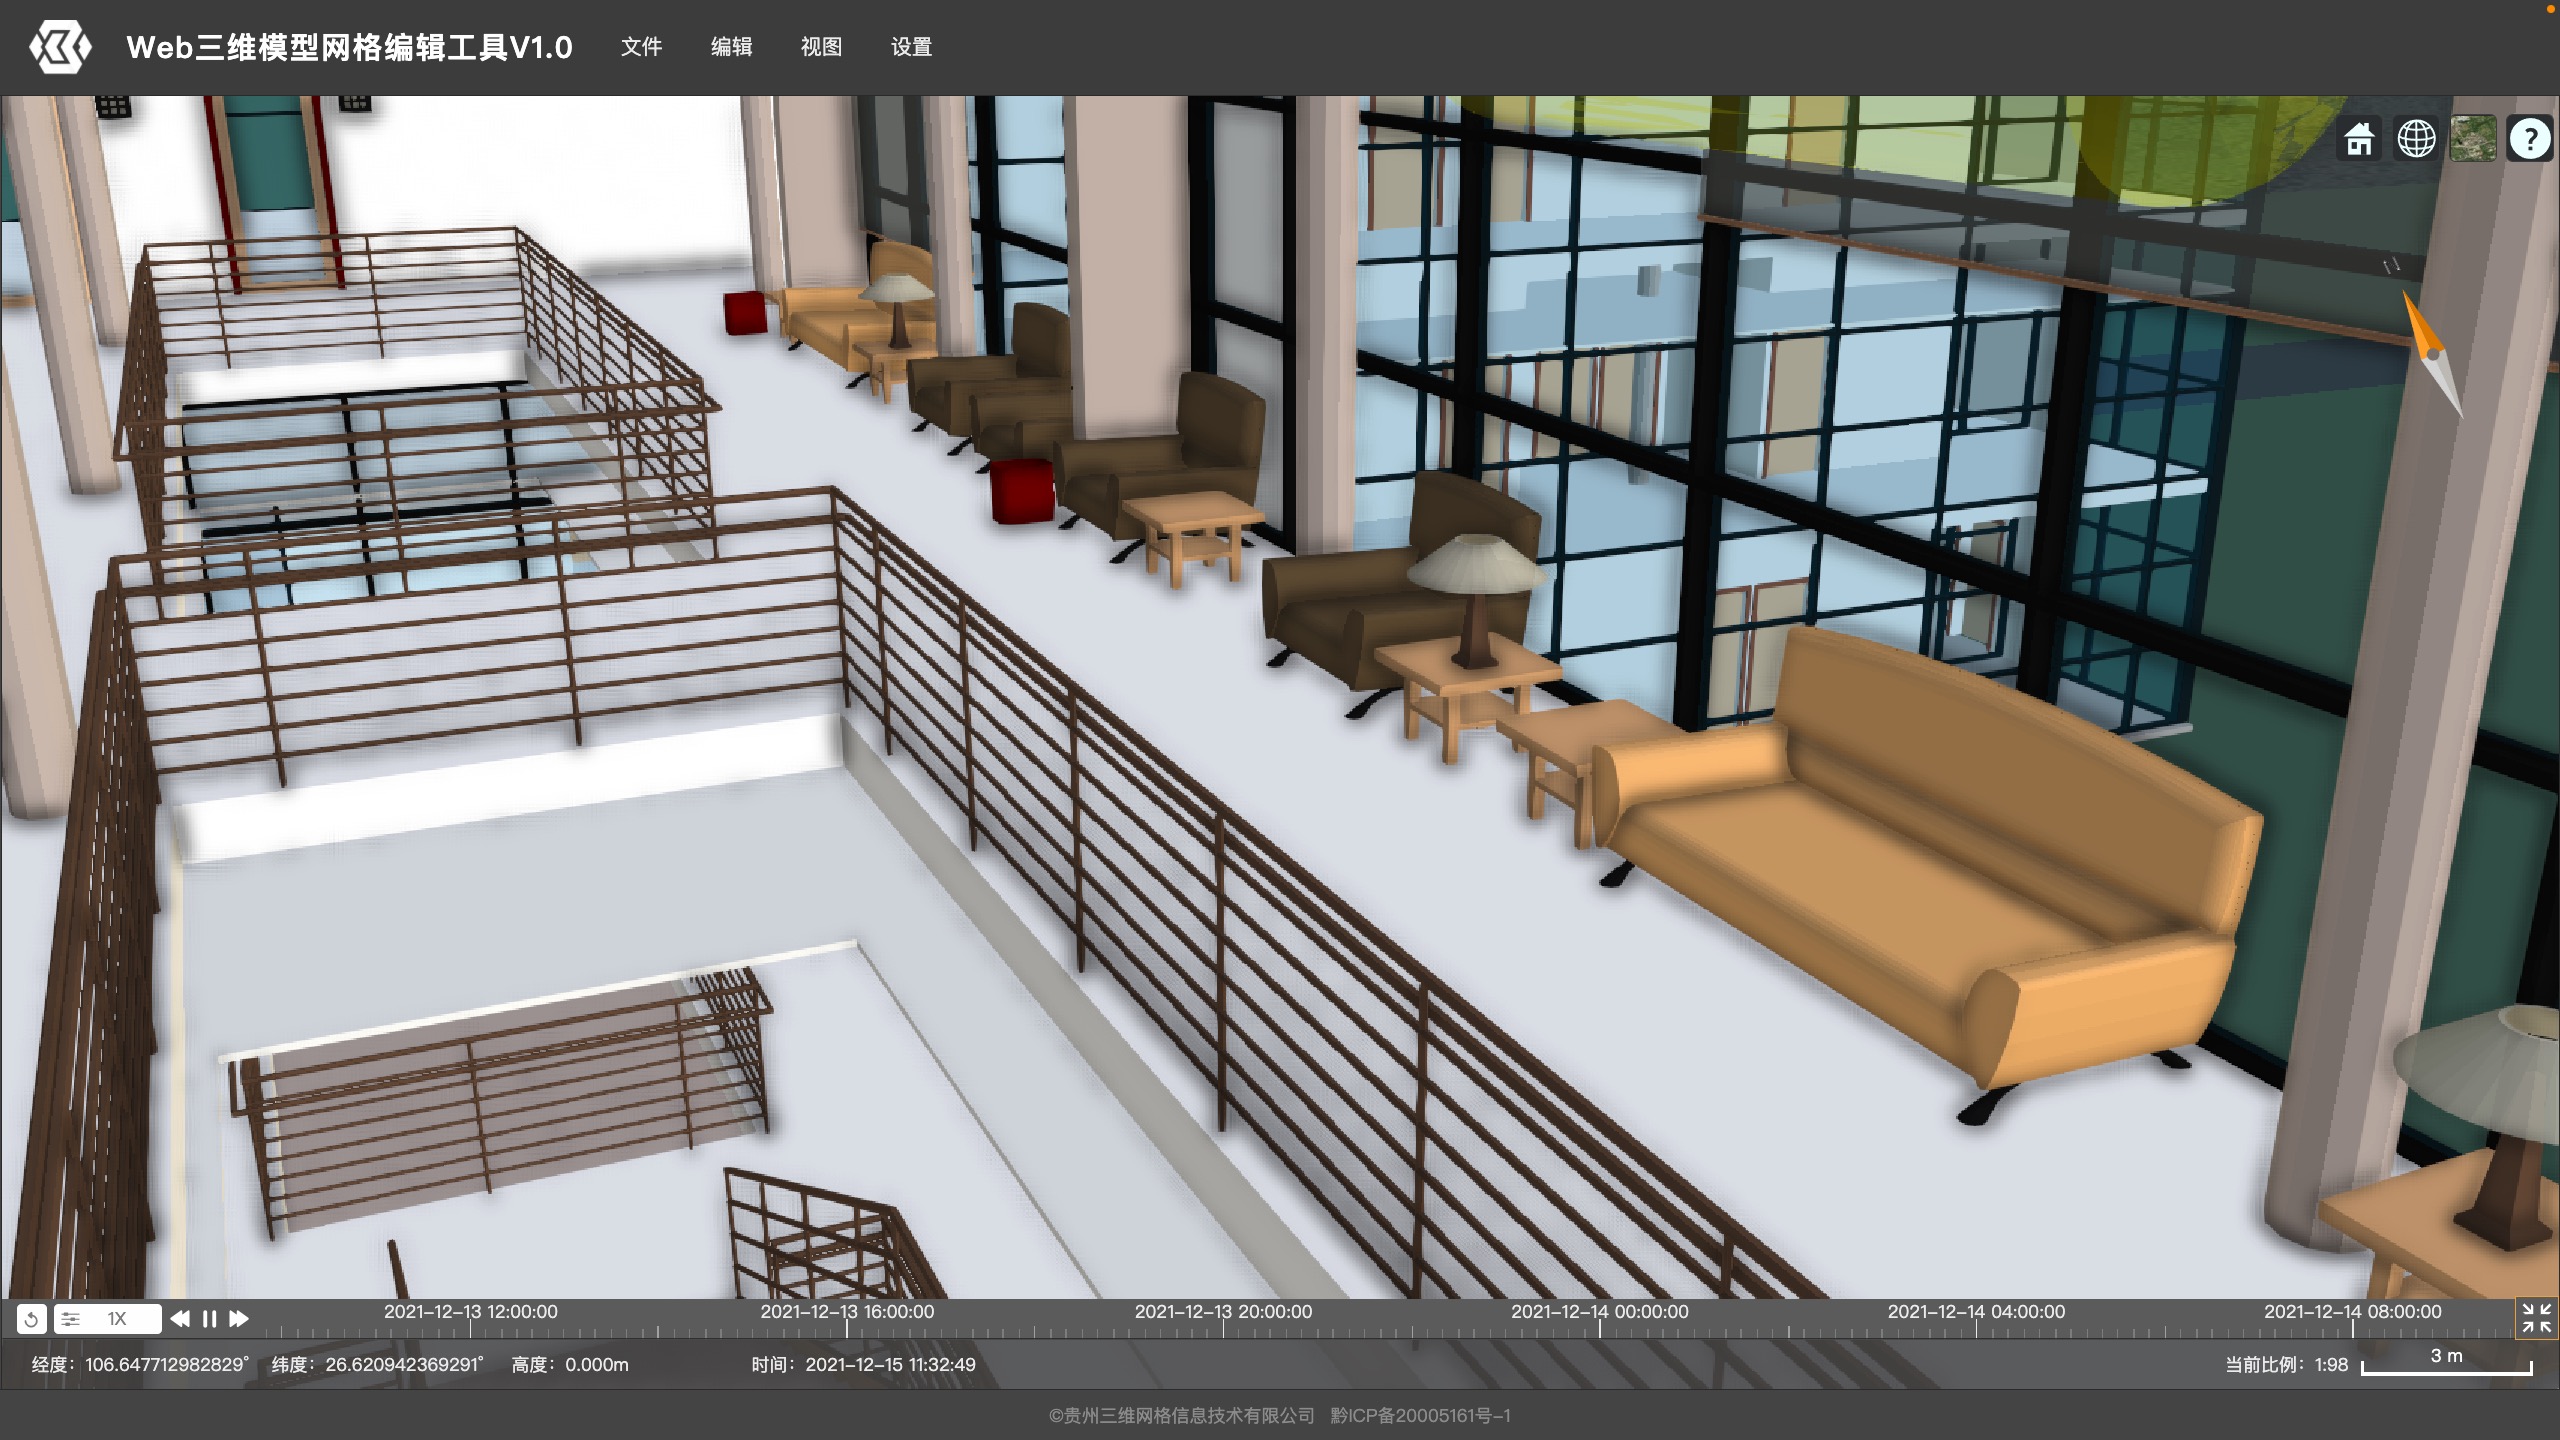 Web三维模型网格编辑工具V1.0 文件 编辑 视图 设置
?
1X 2021-12-13 12:00:00 2021-12-13 16:00:00 2021-12-13 20:00:00 2021-12-14 00:00:00 2021-12-14 04:00:00 2021-12-14 08:00:00
经度：106.647712982829° 纬度：26.620942369291° 高度：0.000m 时间：2021-12-15 11:32:49 当前比例：1:98 3 m
©贵州三维网格信息技术有限公司 黔ICP备20005161号-1